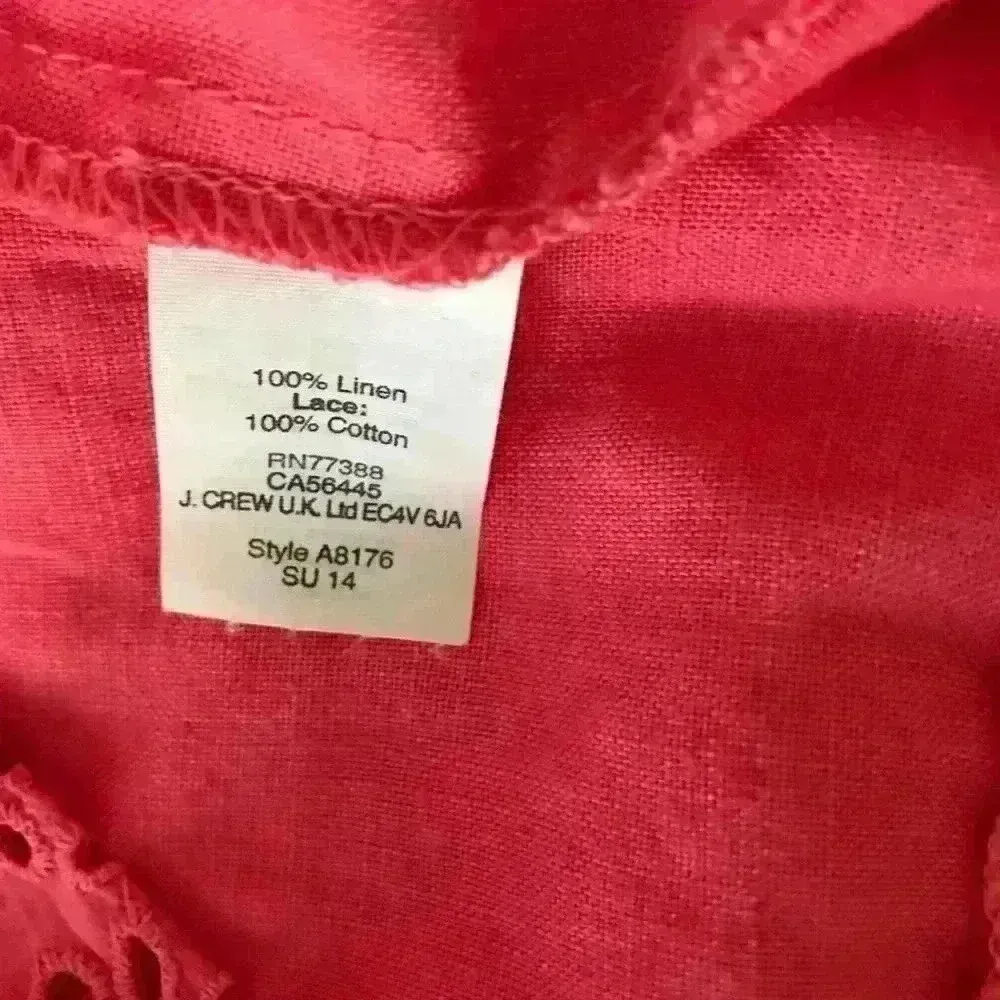 100% Linen
Lace:
100% Cotton
RN77388
CA56445
J. CREW U.K. Ltd EC4V 6JA
Style A8176
SU 14